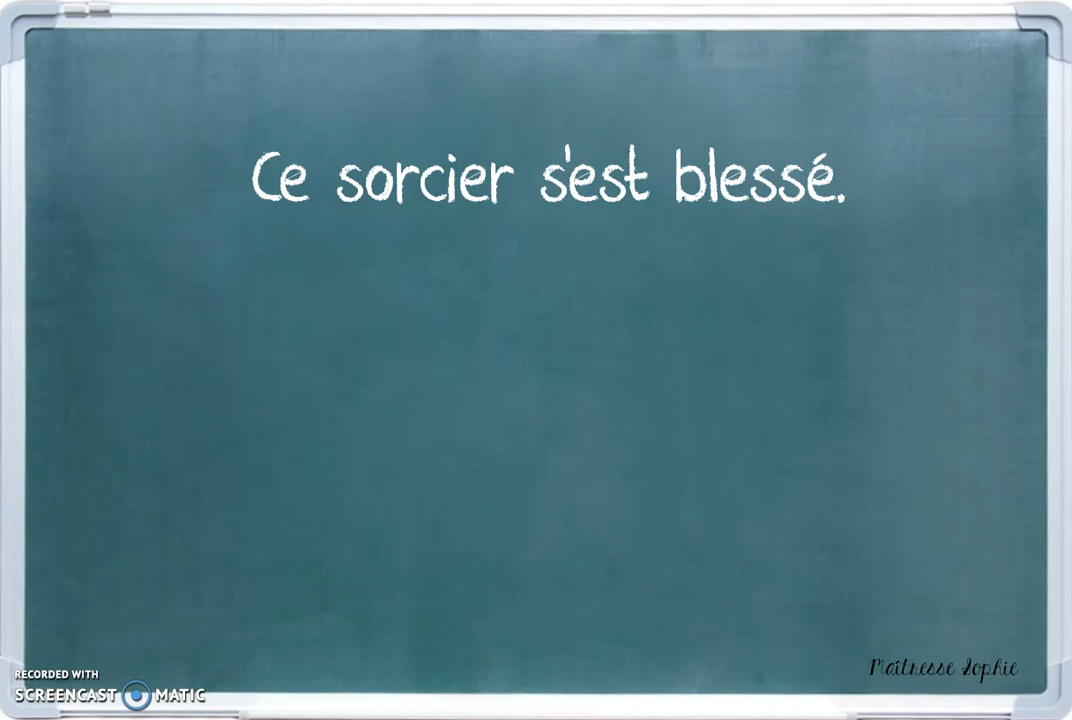 Ce sorcier s'est blessé.
Maîtresse Sophie
RECORDED WITH
SCREENCAST MATIC